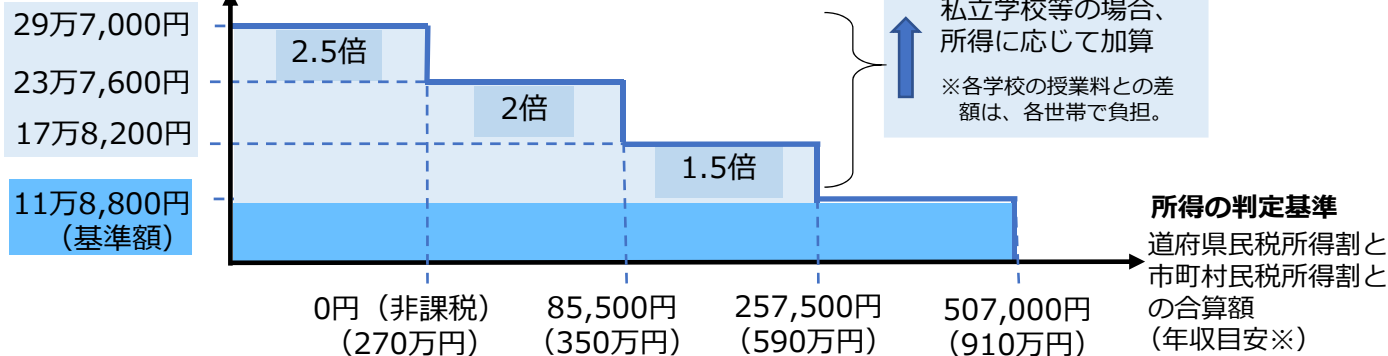 29万7,000円
2.5倍
23万7,600円
2倍
17万8,200円
1.5倍
11万8,800円
（基準額）
私立学校等の場合、
所得に応じて加算
※各学校の授業料との差
額は、各世帯で負担。
所得の判定基準
道府県民税所得割と
市町村民税所得割と
の合算額
（年収目安※）
0円（非課税）
（270万円）
85,500円
（350万円）
257,500円
（590万円）
507,000円
（910万円）